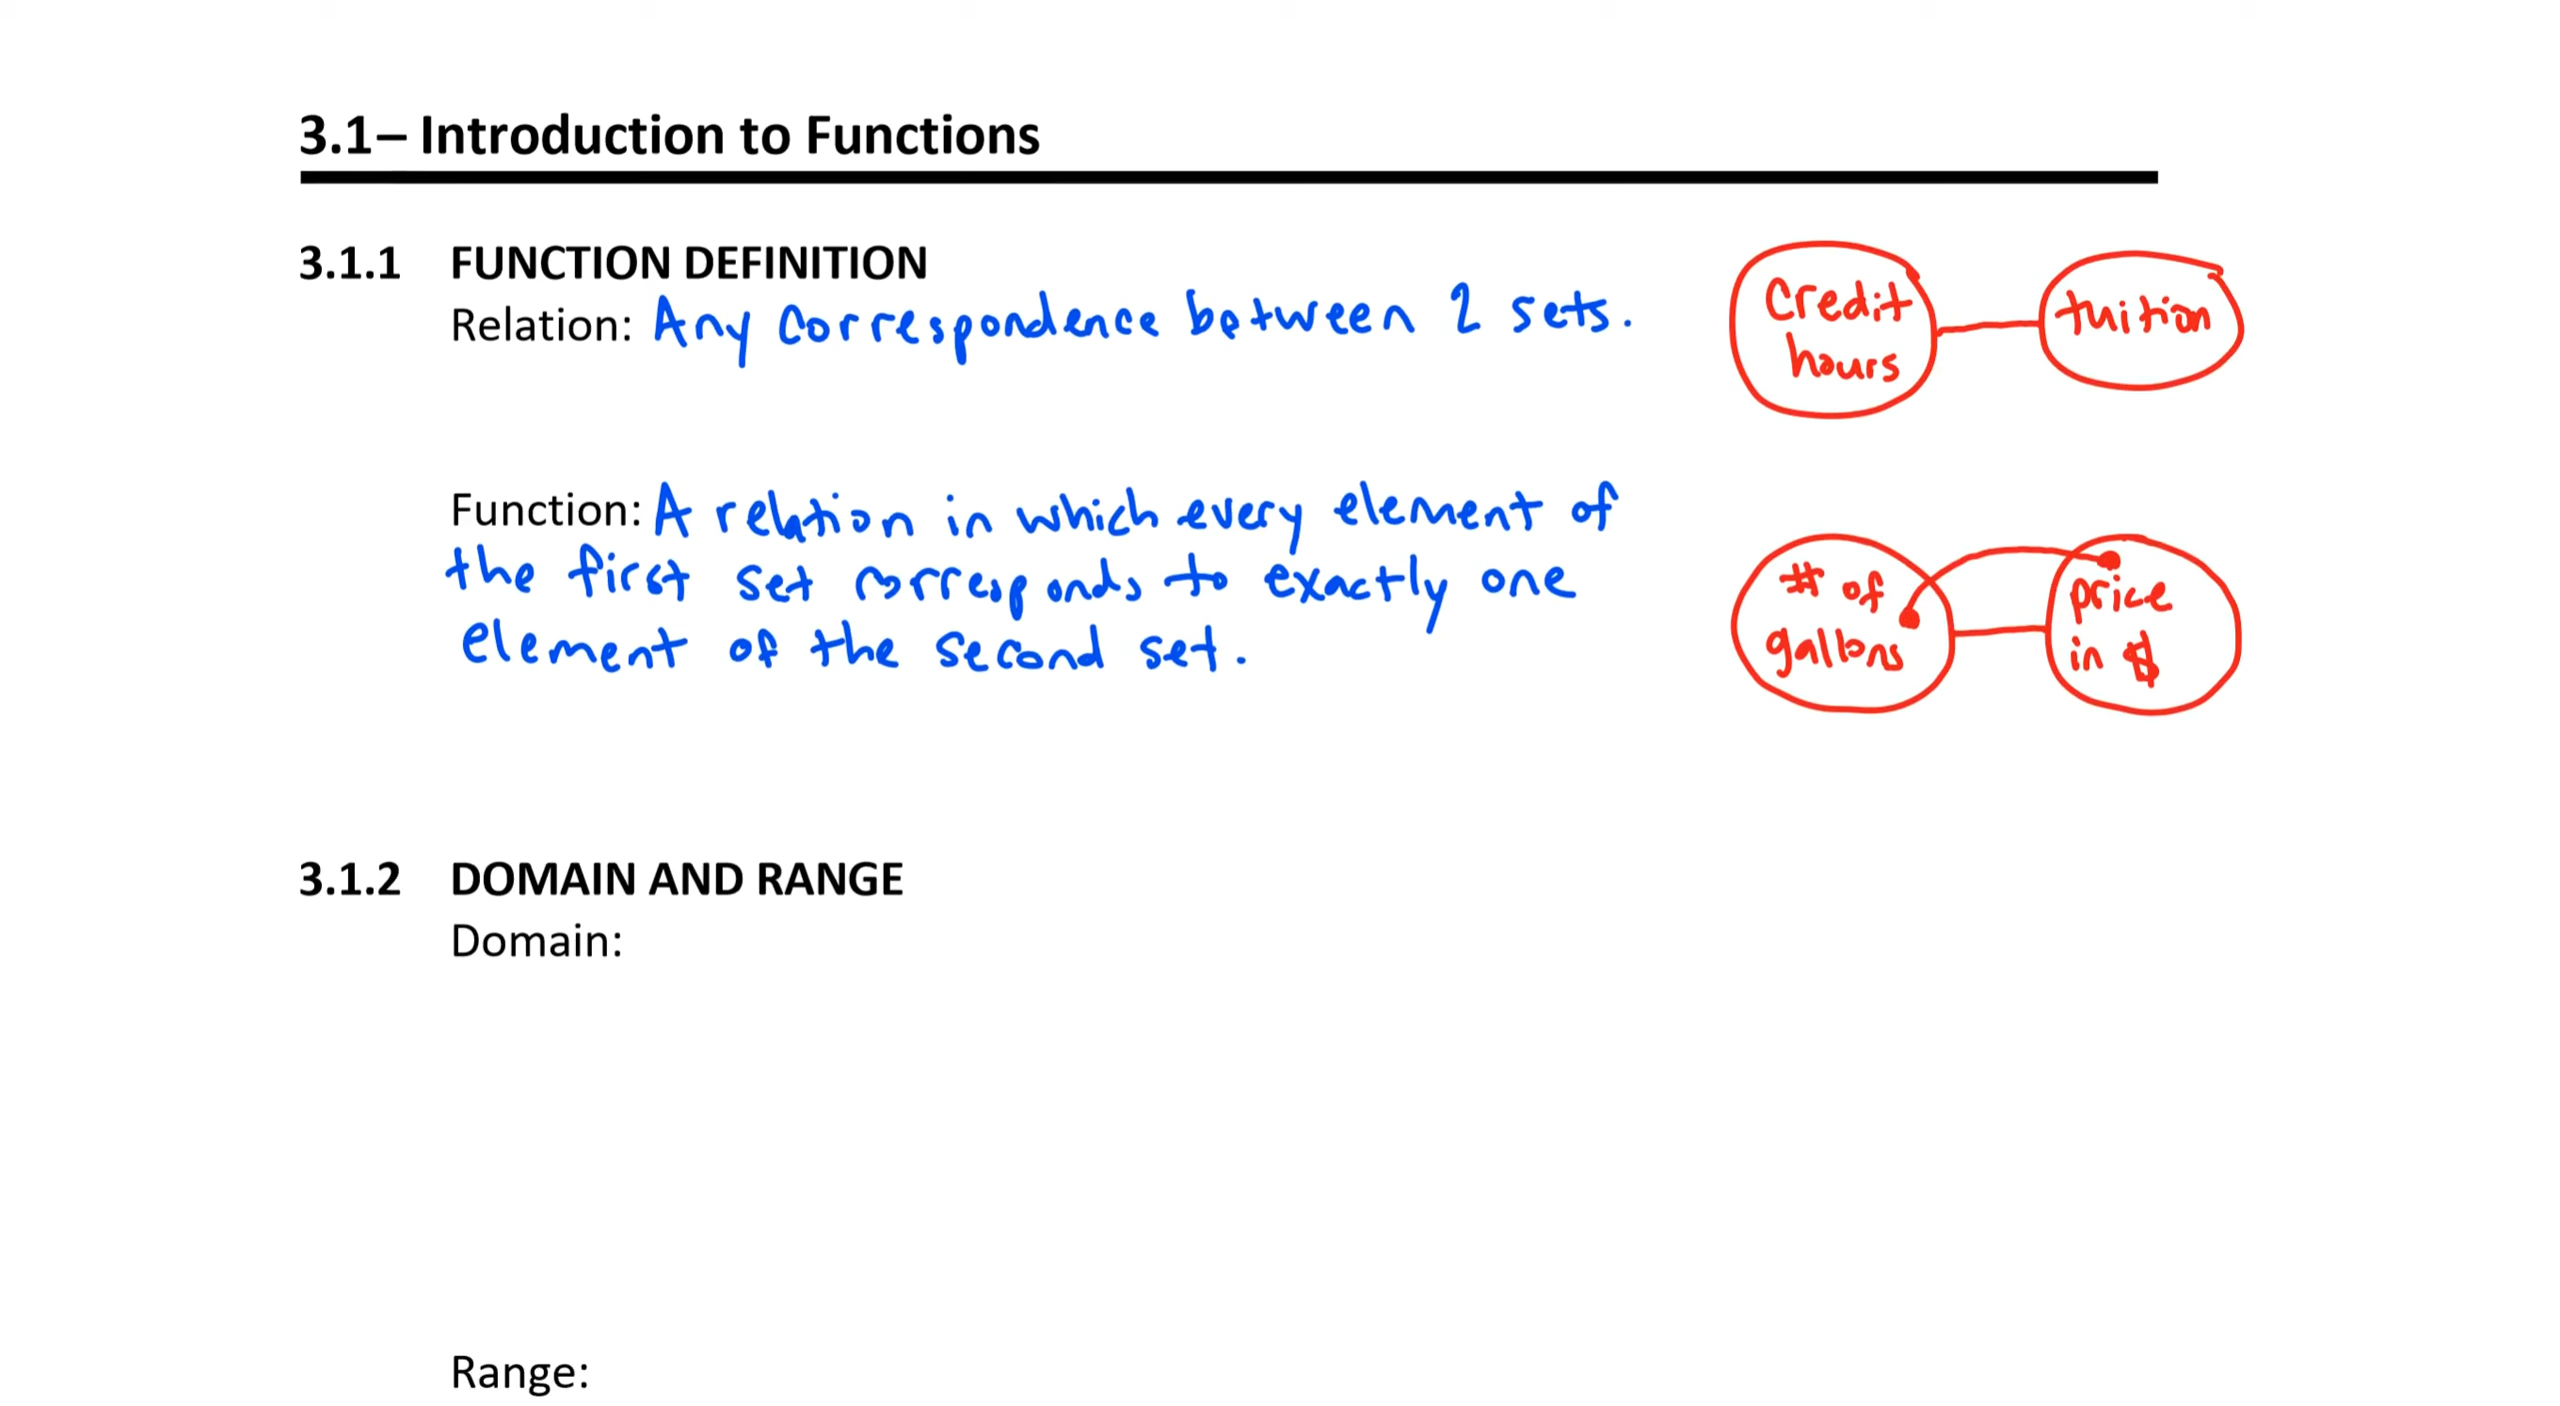 3.1– Introduction to Functions
3.1.1 FUNCTION DEFINITION
Relation: Any correspondence between 2 sets.
credit
hours
tuition
Function: A relation in which every element of
the first set corresponds to exactly one
element of the second set.
# of
gallons
price
in $
3.1.2 DOMAIN AND RANGE
Domain:
Range: